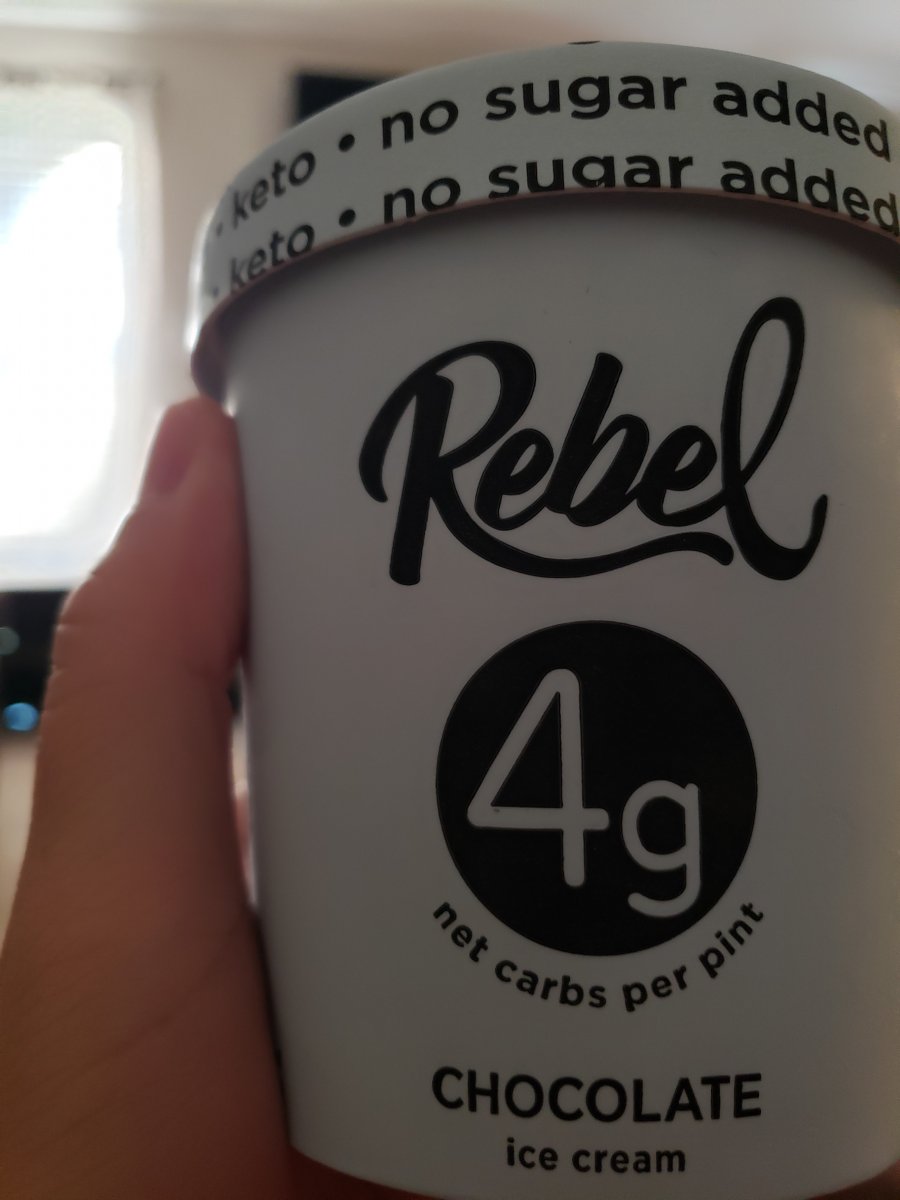 • keto • no sugar added
• keto • no sugar added
Rebel
4g
net carbs per pint
CHOCOLATE
ice cream